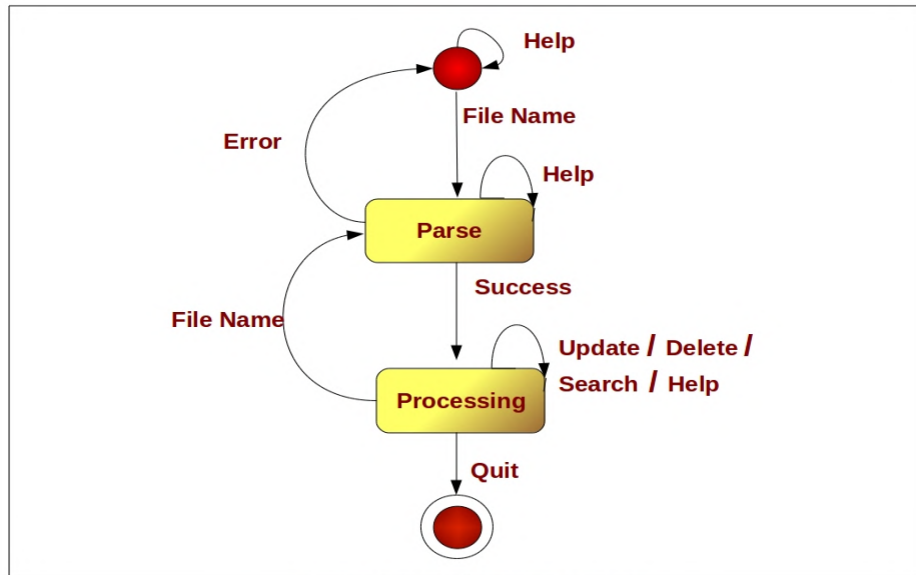 Help
File Name
Error
Help
Parse
Success
File Name
Update / Delete /
Search / Help
Processing
Quit